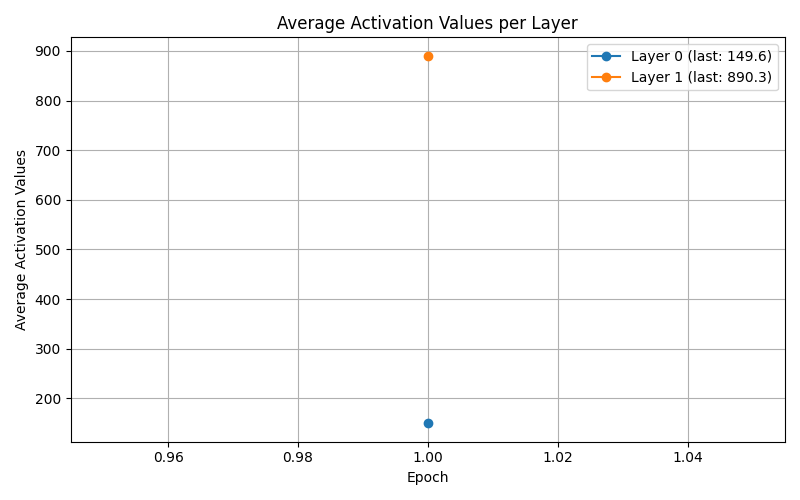 Average Activation Values per Layer
Layer 0 (last: 149.6)
Layer 1 (last: 890.3)
Average Activation Values
900
800
700
600
500
400
300
200
0.96 0.98 1.00 1.02 1.04
Epoch